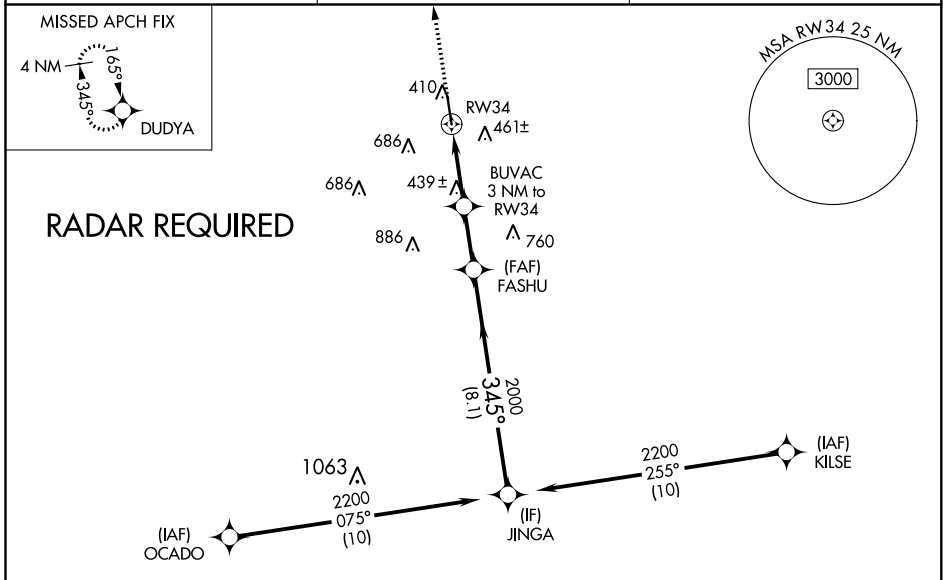 MISSED APCH FIX
4 NM
165°
345°
DUDYA
MSA RW34 25 NM
3000
410
RW34
461±
686
BUVAC
3 NM to
RW34
686
439±
RADAR REQUIRED
886
760
(FAF)
FASHU
2000
345°
(8.1)
1063
2200
075°
(10)
(IAF)
OCADO
(IF)
JINGA
2200
255°
(10)
(IAF)
KILSE